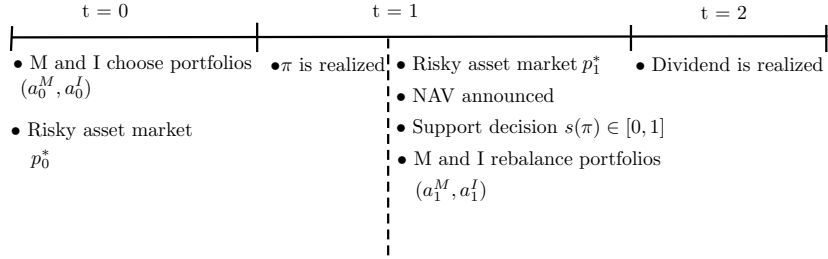 t = 0
t = 1
t = 2
• M and I choose portfolios
(a_0^M, a_0^I)
• Risky asset market
p_0^*
•π is realized
• Risky asset market p_1^*
• NAV announced
• Support decision s(π) ∈ [0, 1]
• M and I rebalance portfolios
(a_1^M, a_1^I)
• Dividend is realized